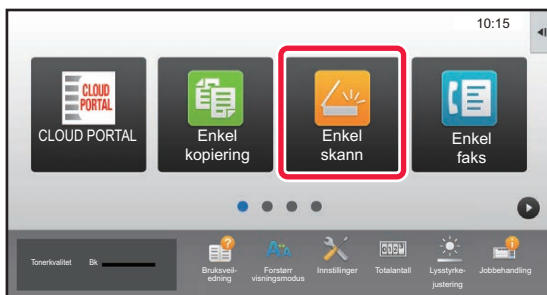 10:15
CLOUD
PORTAL
CLOUD PORTAL
Enkel
kopiering
Enkel
skann
Enkel
faks
Tonerkvalitet Bk
Bruksveil-
edning
Forstørr
visningsmodus
Innstillinger
Totalantall
Lysstyrke-
justering
Jobbehandling